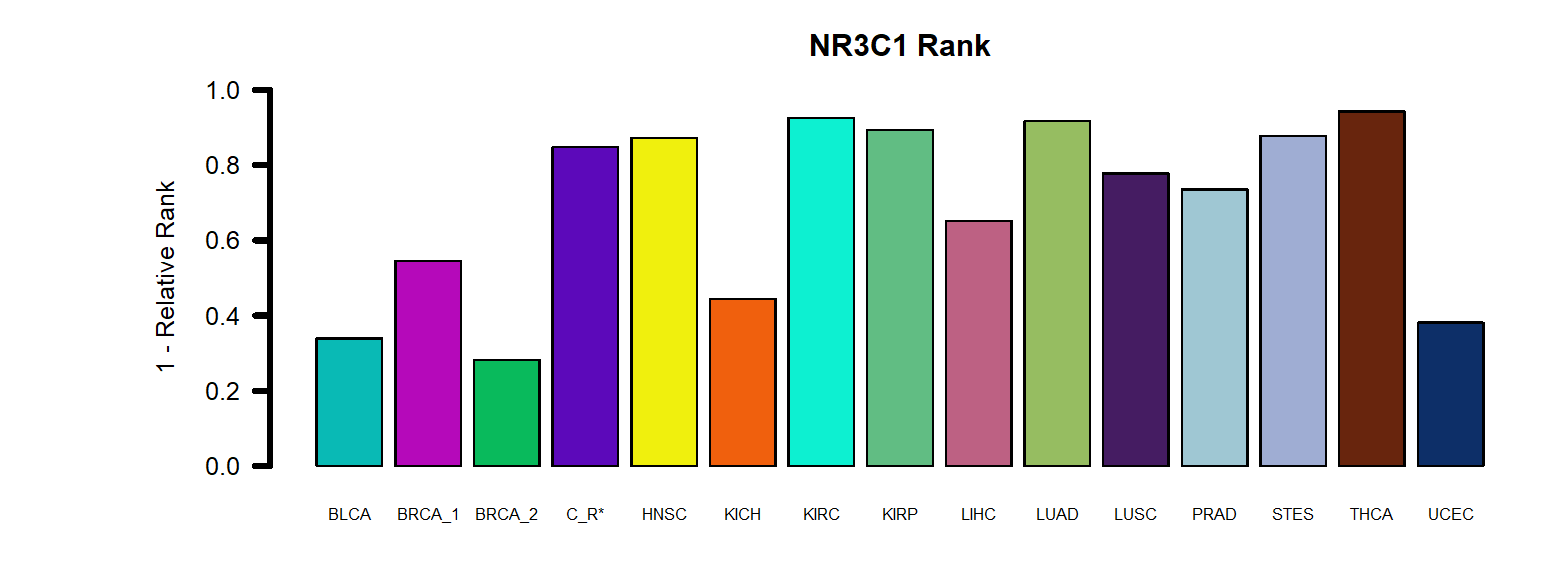 NR3C1 Rank
1.0
0.8
0.6
0.4
0.2
0.0
1 - Relative Rank
BLCA BRCA_1 BRCA_2 C_R* HNSC KICH KIRC KIRP LIHC LUAD LUSC PRAD STES THCA UCEC